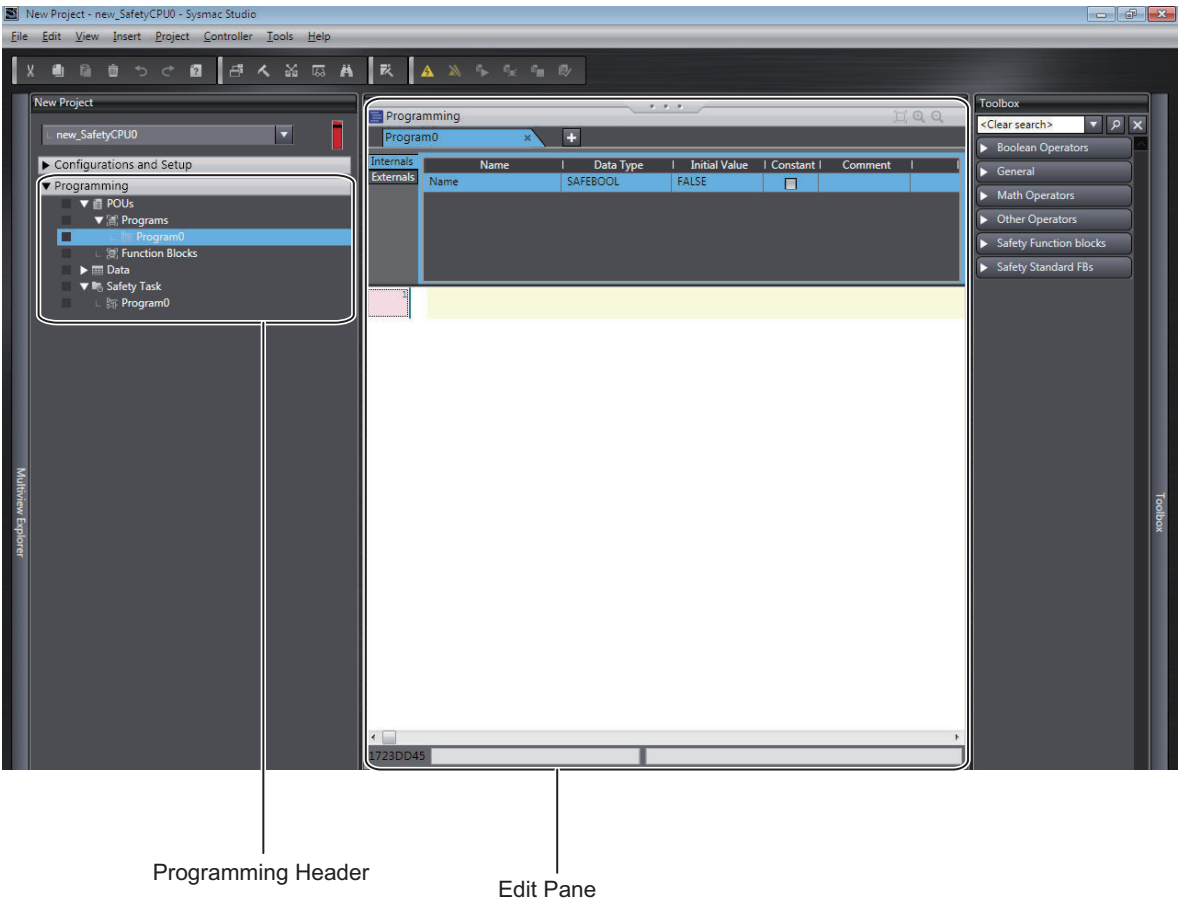 New Project - new_SafetyCPU0 - Sysmac Studio
File Edit View Insert Project Controller Tools Help
New Project
new_SafetyCPU0
Configurations and Setup
Programming
POUs
Programs
Program0
Function Blocks
Data
Safety Task
Program0
Multiview Explorer
Programming
Program0
Internals
Externals
Name Data Type Initial Value Constant Comment
Name SAFEBOOL FALSE
1
1723DD45
Toolbox
<Clear search>
Boolean Operators
General
Math Operators
Other Operators
Safety Function blocks
Safety Standard FBs
Toolbox
Programming Header
Edit Pane